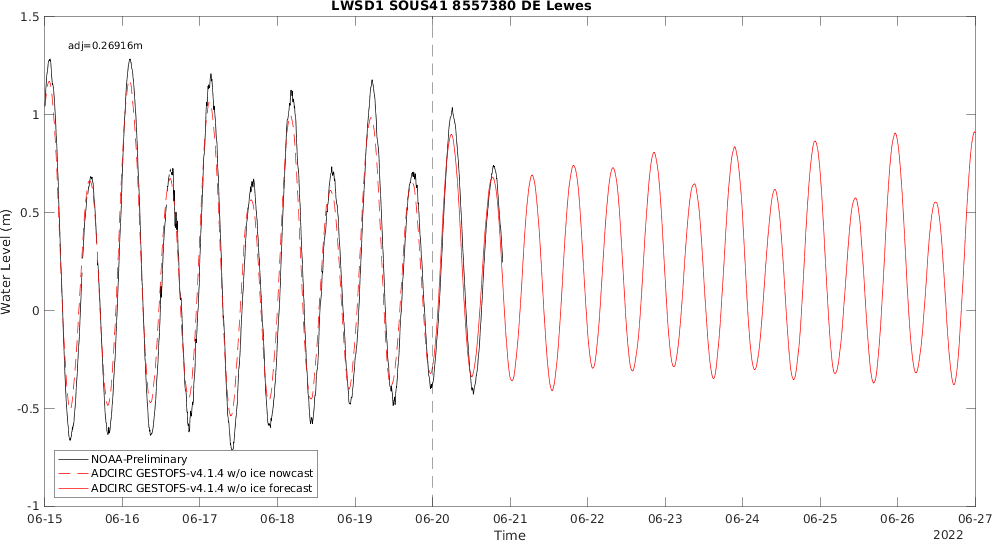 LWSD1 SOUS41 8557380 DE Lewes
adj=0.26916m
Water Level (m)
1.5
1
0.5
0
-0.5
-1
NOAA-Preliminary
ADCIRC GESTOFS-v4.1.4 w/o ice nowcast
ADCIRC GESTOFS-v4.1.4 w/o ice forecast
06-15 06-16 06-17 06-18 06-19 06-20 06-21 06-22 06-23 06-24 06-25 06-26 06-27
Time
2022